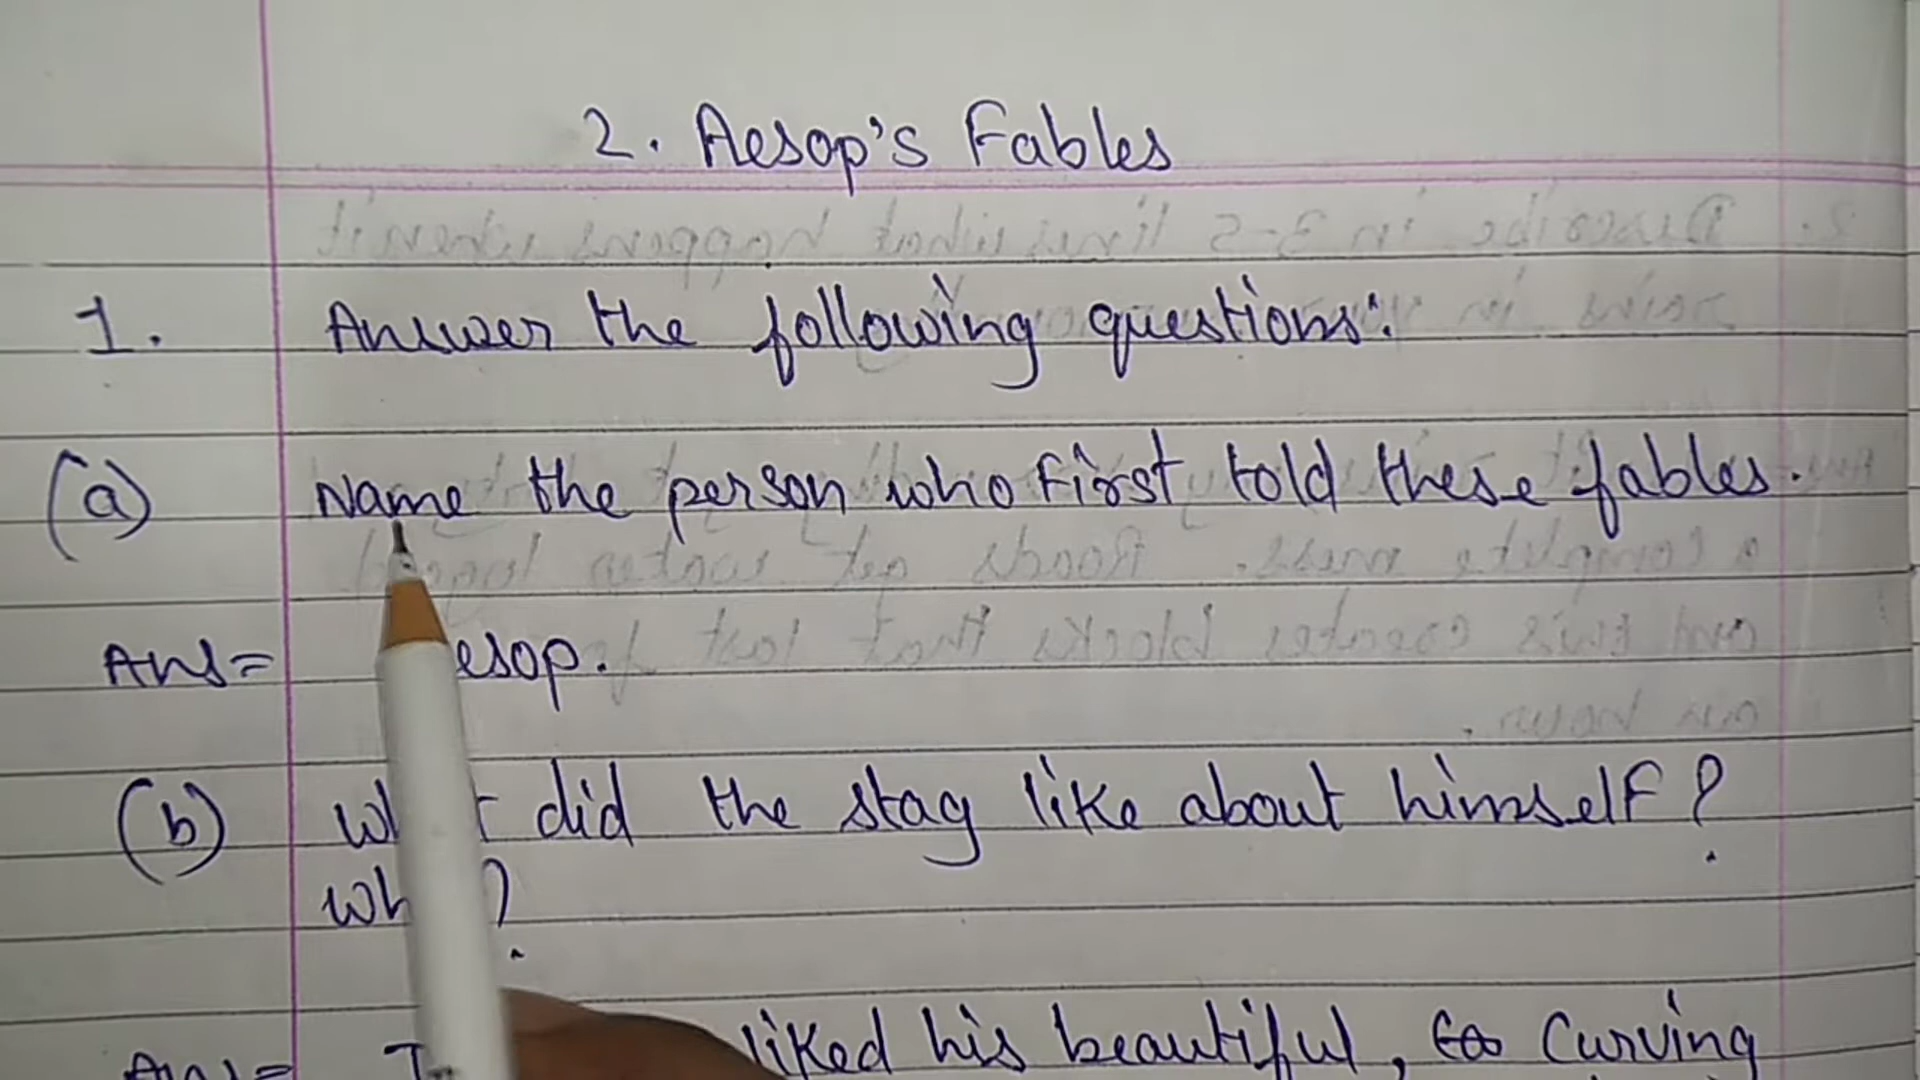 2. Aesop's Fables
1. Answer the following questions:
(a) Name the person who first told these fables.
Ans= esop.
(b) did the stag like about himself?
Ans= liked his beautiful, Curving